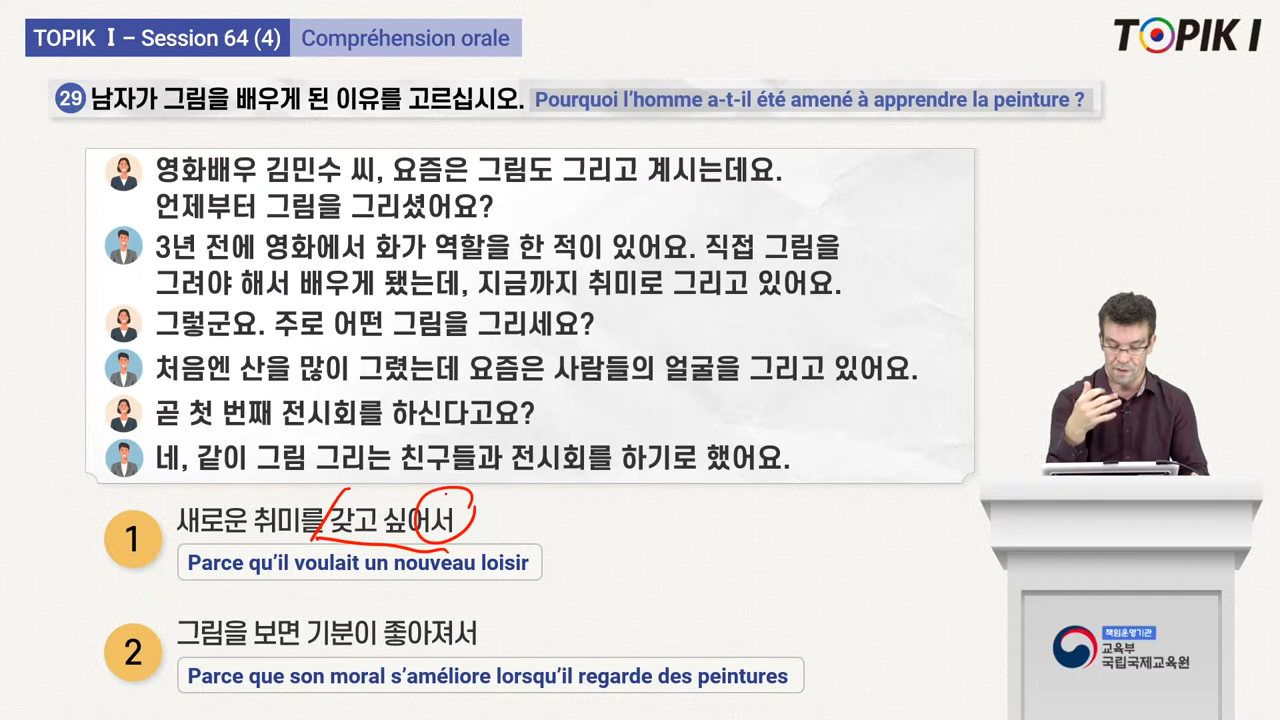 TOPIK Ⅰ – Session 64 (4) Compréhension orale
TOPIK I
29 남자가 그림을 배우게 된 이유를 고르십시오. Pourquoi l'homme a-t-il été amené à apprendre la peinture ?
영화배우 김민수 씨, 요즘은 그림도 그리고 계시는데요.
언제부터 그림을 그리셨어요?
3년 전에 영화에서 화가 역할을 한 적이 있어요. 직접 그림을
그려야 해서 배우게 됐는데, 지금까지 취미로 그리고 있어요.
그렇군요. 주로 어떤 그림을 그리세요?
처음엔 산을 많이 그렸는데 요즘은 사람들의 얼굴을 그리고 있어요.
곧 첫 번째 전시회를 하신다고요?
네, 같이 그림 그리는 친구들과 전시회를 하기로 했어요.
1 새로운 취미를 갖고 싶어서
Parce qu'il voulait un nouveau loisir
2 그림을 보면 기분이 좋아져서
Parce que son moral s'améliore lorsqu'il regarde des peintures
책임운영기관
교육부
국립국제교육원